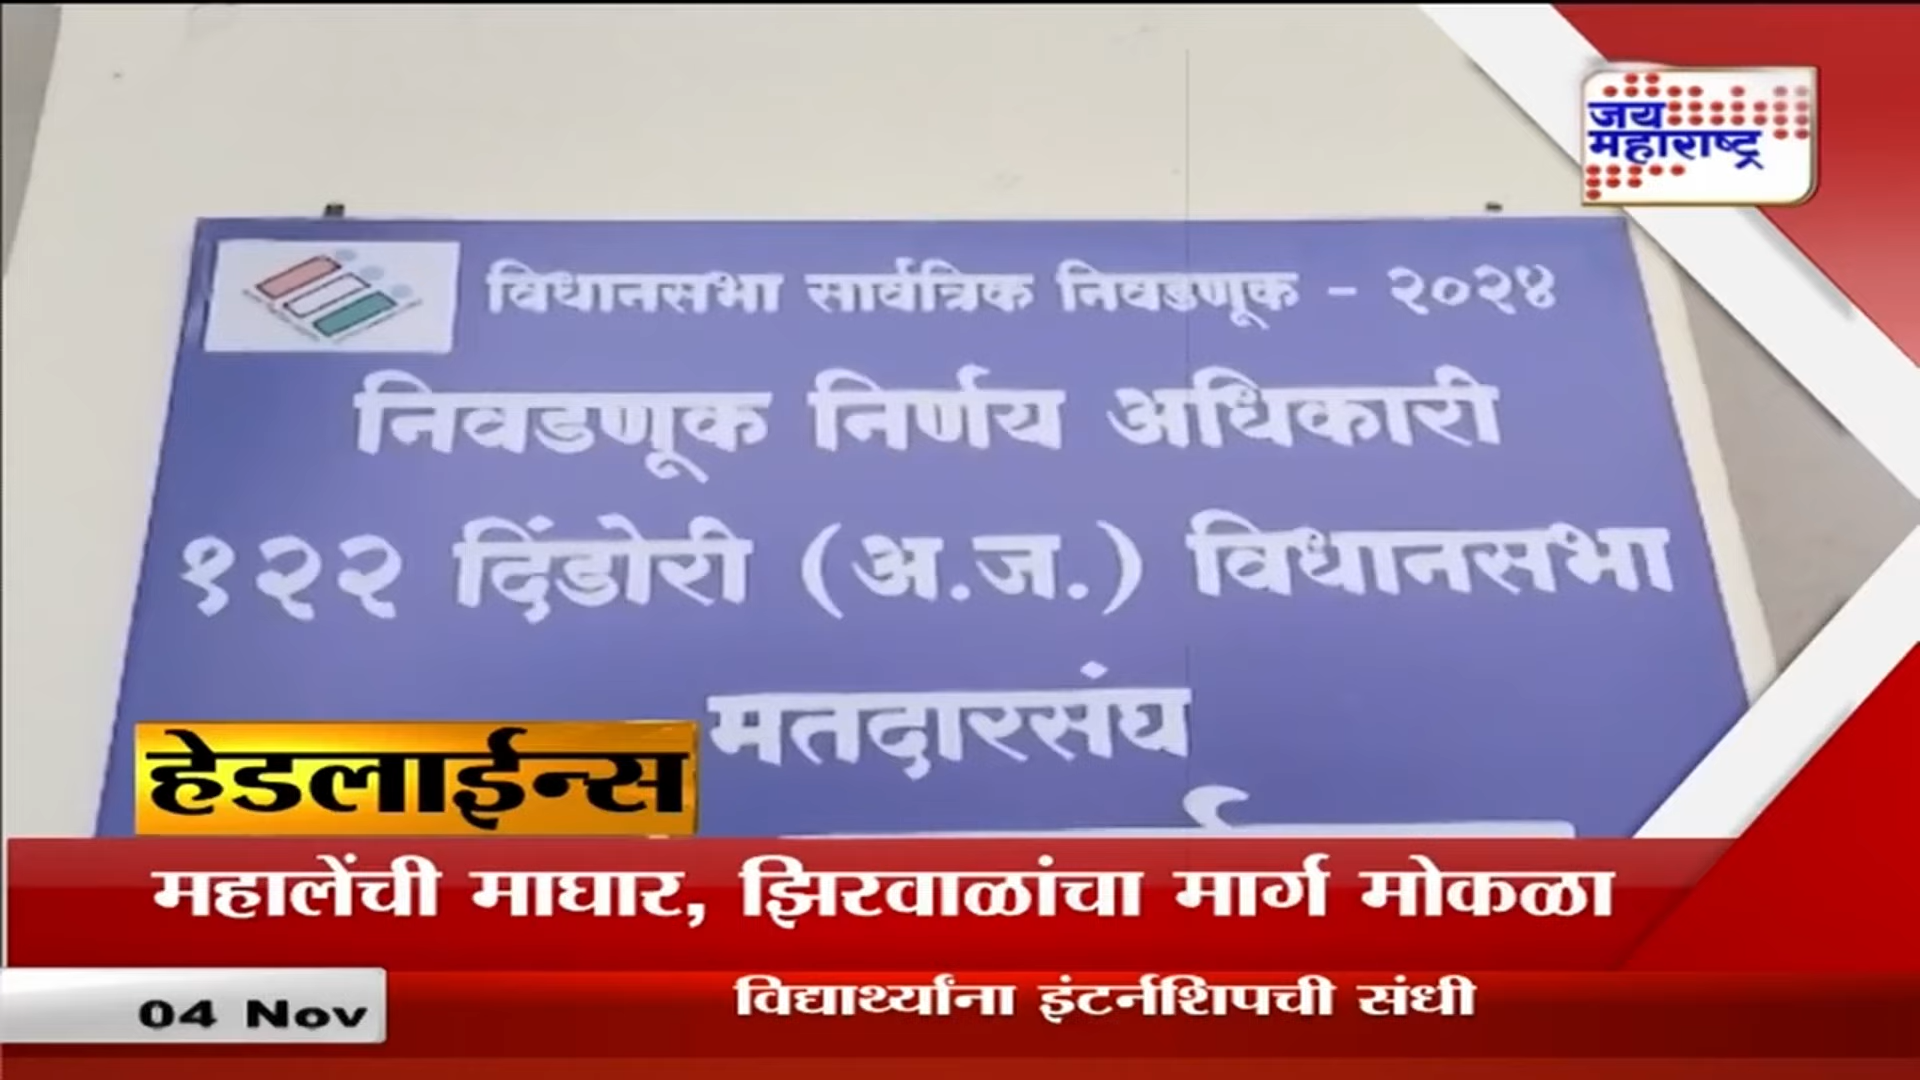 जय
महाराष्ट्र
विधानसभा सार्वत्रिक निवडणूक - २०२४
निवडणूक निर्णय अधिकारी
१२२ दिंडोरी (अ.ज.) विधानसभा
मतदारसंघ
हेडलाईन्स
महालेंची माघार, झिरवाळांचा मार्ग मोकळा
04 Nov
विद्यार्थ्यांना इंटर्नशिपची संधी